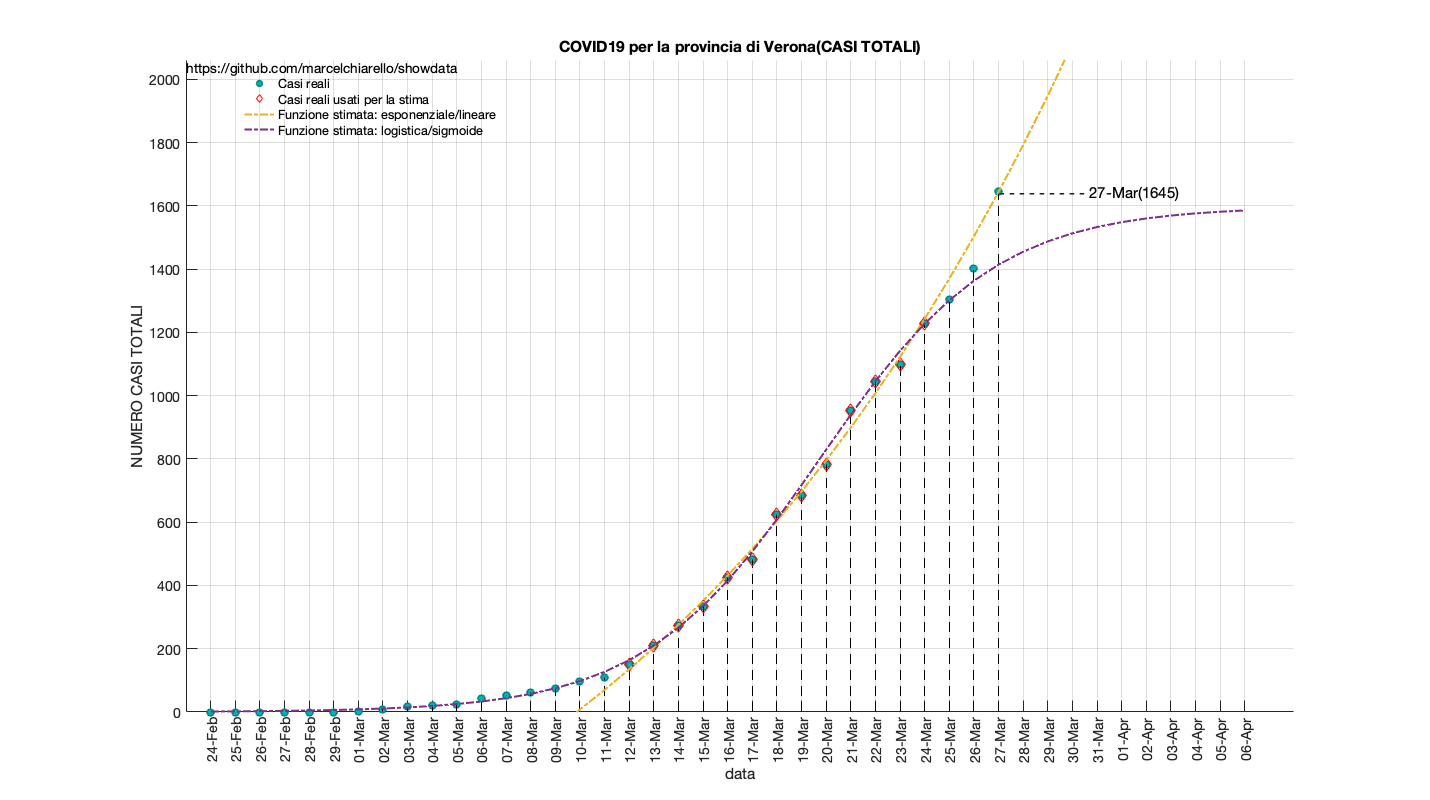 COVID19 per la provincia di Verona(CASI TOTALI)
https://github.com/marcelchiarello/showdata
Casi reali
Casi reali usati per la stima
Funzione stimata: esponenziale/lineare
Funzione stimata: logistica/sigmoide
2000
1800
1600
1400
1200
1000
800
600
400
200
0
NUMERO CASI TOTALI
27-Mar(1645)
24-Feb
25-Feb
26-Feb
27-Feb
28-Feb
29-Feb
01-Mar
02-Mar
03-Mar
04-Mar
05-Mar
06-Mar
07-Mar
08-Mar
09-Mar
10-Mar
11-Mar
12-Mar
13-Mar
14-Mar
15-Mar
16-Mar
17-Mar
18-Mar
19-Mar
20-Mar
21-Mar
22-Mar
23-Mar
24-Mar
25-Mar
26-Mar
27-Mar
28-Mar
29-Mar
30-Mar
31-Mar
01-Apr
02-Apr
03-Apr
04-Apr
05-Apr
06-Apr
data